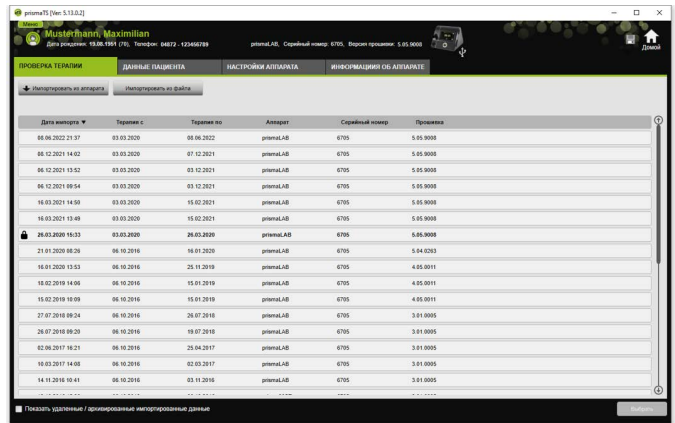 prismaTS [Ver: 5.13.0.2]
Меню
Mustermann, Maximilian
Дата рождения: 19.08.1951 (70), Телефон: 04872 - 123456789
prismaLAB, Серийный номер: 6705, Версия прошивки: 5.05.9008
Домой
ПРОВЕРКА ТЕРАПИИ ДАННЫЕ ПАЦИЕНТА НАСТРОЙКИ АППАРАТА ИНФОРМАЦИИЯ ОБ АППАРАТЕ
Импортировать из аппарата Импортировать из файла
Дата импорта ▼ Терапия с Терапия по Аппарат Серийный номер Прошивка
08.06.2022 21:37 03.03.2020 08.06.2022 prismaLAB 6705 5.05.9008
08.12.2021 14:02 03.03.2020 07.12.2021 prismaLAB 6705 5.05.9008
06.12.2021 13:52 03.03.2020 03.12.2021 prismaLAB 6705 5.05.9008
06.12.2021 09:54 03.03.2020 03.12.2021 prismaLAB 6705 5.05.9008
16.03.2021 14:50 03.03.2020 15.02.2021 prismaLAB 6705 5.05.9008
16.03.2021 13:49 03.03.2020 15.02.2021 prismaLAB 6705 5.05.9008
26.03.2020 15:33 03.03.2020 26.03.2020 prismaLAB 6705 5.05.9008
21.01.2020 08:26 06.10.2016 16.01.2020 prismaLAB 6705 5.04.0263
16.01.2020 13:53 06.10.2016 25.11.2019 prismaLAB 6705 4.05.0011
18.02.2019 14:06 06.10.2016 15.01.2019 prismaLAB 6705 4.05.0011
15.02.2019 10:09 06.10.2016 15.01.2019 prismaLAB 6705 4.05.0011
27.07.2018 09:24 06.10.2016 26.07.2018 prismaLAB 6705 3.01.0005
26.07.2018 09:20 06.10.2016 19.07.2018 prismaLAB 6705 3.01.0005
02.06.2017 16:21 06.10.2016 25.04.2017 prismaLAB 6705 3.01.0005
10.03.2017 14:06 06.10.2016 02.03.2017 prismaLAB 6705 3.01.0005
14.11.2016 10:41 06.10.2016 03.11.2016 prismaLAB 6705 3.01.0005
Показать удаленные / архивированные импортированные данные
Выбрать